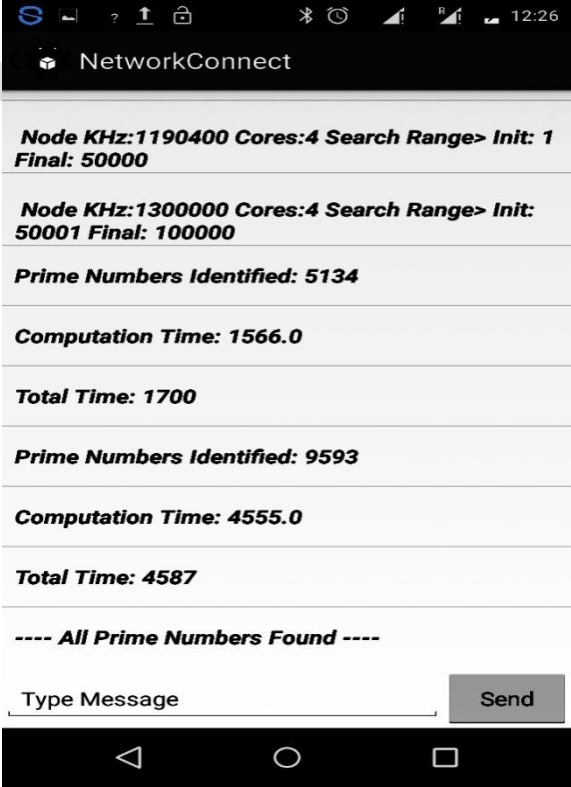 S ? R 12:26
NetworkConnect
Node KHz:1190400 Cores:4 Search Range> Init: 1
Final: 50000
Node KHz:1300000 Cores:4 Search Range> Init:
50001 Final: 100000
Prime Numbers Identified: 5134
Computation Time: 1566.0
Total Time: 1700
Prime Numbers Identified: 9593
Computation Time: 4555.0
Total Time: 4587
---- All Prime Numbers Found ----
Type Message
Send